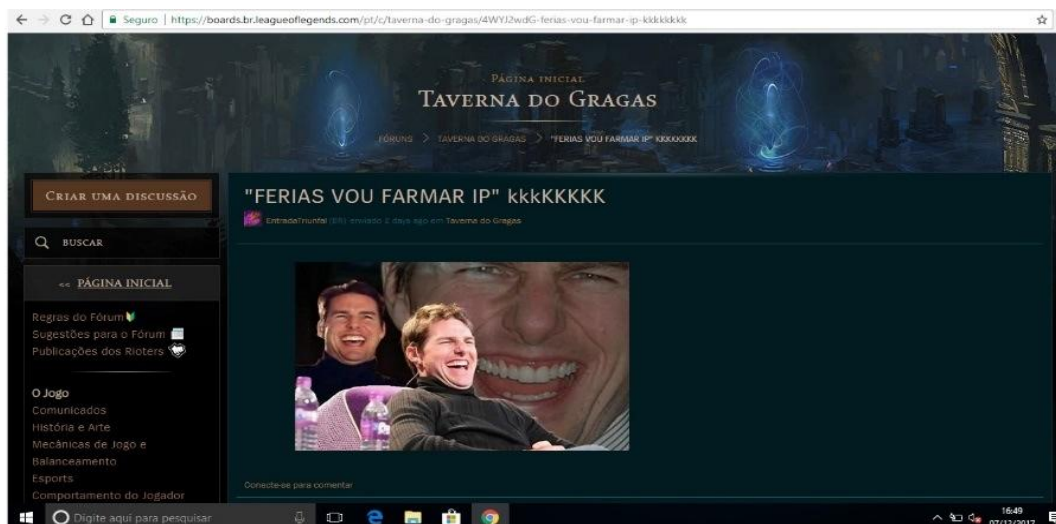 Seguro | https://boards.br.leagueoflegends.com/pt/c/taverna-do-gragas/4WYJ2wdG-ferias-vou-farmar-ip-kkkkkkkk
PÁGINA INICIAL
TAVERNA DO GRAGAS
FÓRUNS > TAVERNA DO GRAGAS > "FERIAS VOU FARMAR IP" KKKKKKKK
CRIAR UMA DISCUSSÃO
BUSCAR
<< PÁGINA INICIAL
Regras do Fórum
Sugestões para o Fórum
Publicações dos Rioters
O Jogo
Comunicados
História e Arte
Mecânicas de Jogo e
Balanceamento
Esports
Comportamento do Jogador
"FERIAS VOU FARMAR IP" kkkKKKKK
EntradaTriunfal (BR) enviado 2 days ago em Taverna do Gragas
Conecte-se para comentar
Digite aqui para pesquisar
16:49
07/12/2017